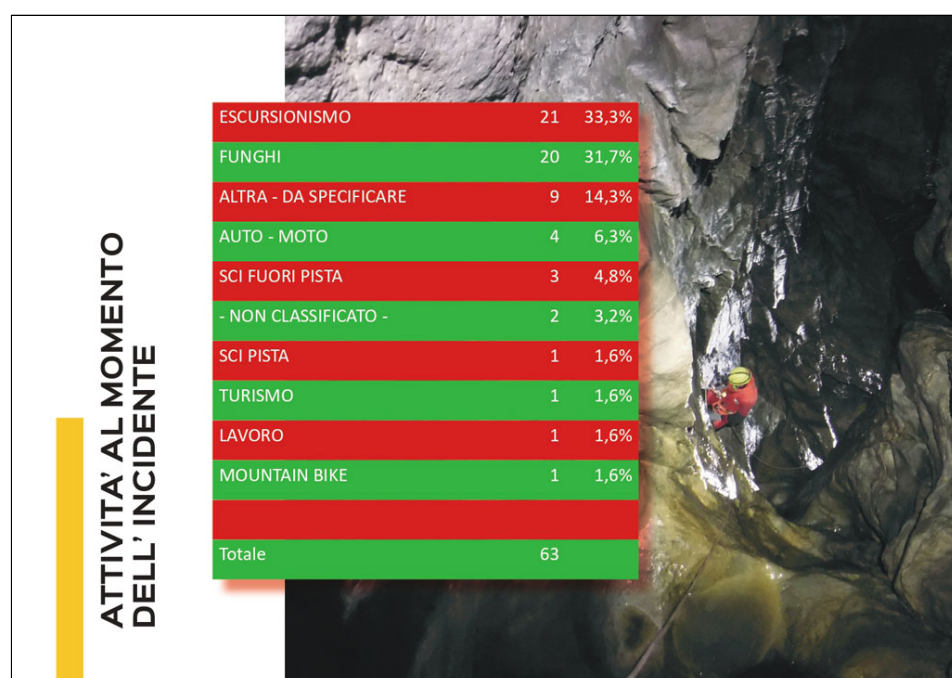 ATTIVITA' AL MOMENTO
DELL' INCIDENTE
ESCURSIONISMO 21 33,3%
FUNGHI 20 31,7%
ALTRA - DA SPECIFICARE 9 14,3%
AUTO - MOTO 4 6,3%
SCI FUORI PISTA 3 4,8%
- NON CLASSIFICATO - 2 3,2%
SCI PISTA 1 1,6%
TURISMO 1 1,6%
LAVORO 1 1,6%
MOUNTAIN BIKE 1 1,6%
Totale 63